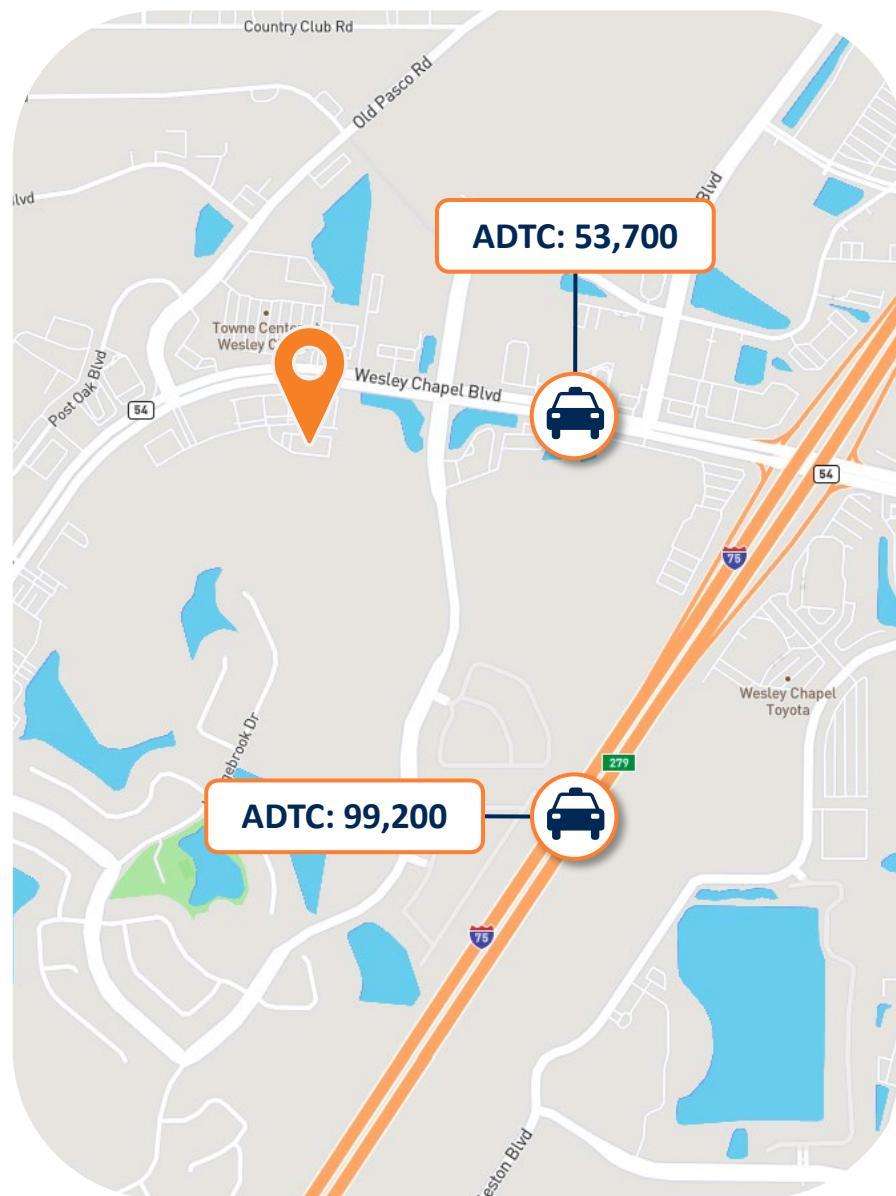 Country Club Rd
Old Pasco Rd
Blvd
ADTC: 53,700
Towne
Wesley
Post Oak Blvd
54
Wesley Chapel Blvd
54
75
Wesley Chapel
Toyota
279
ADTC: 99,200
75
Blvd